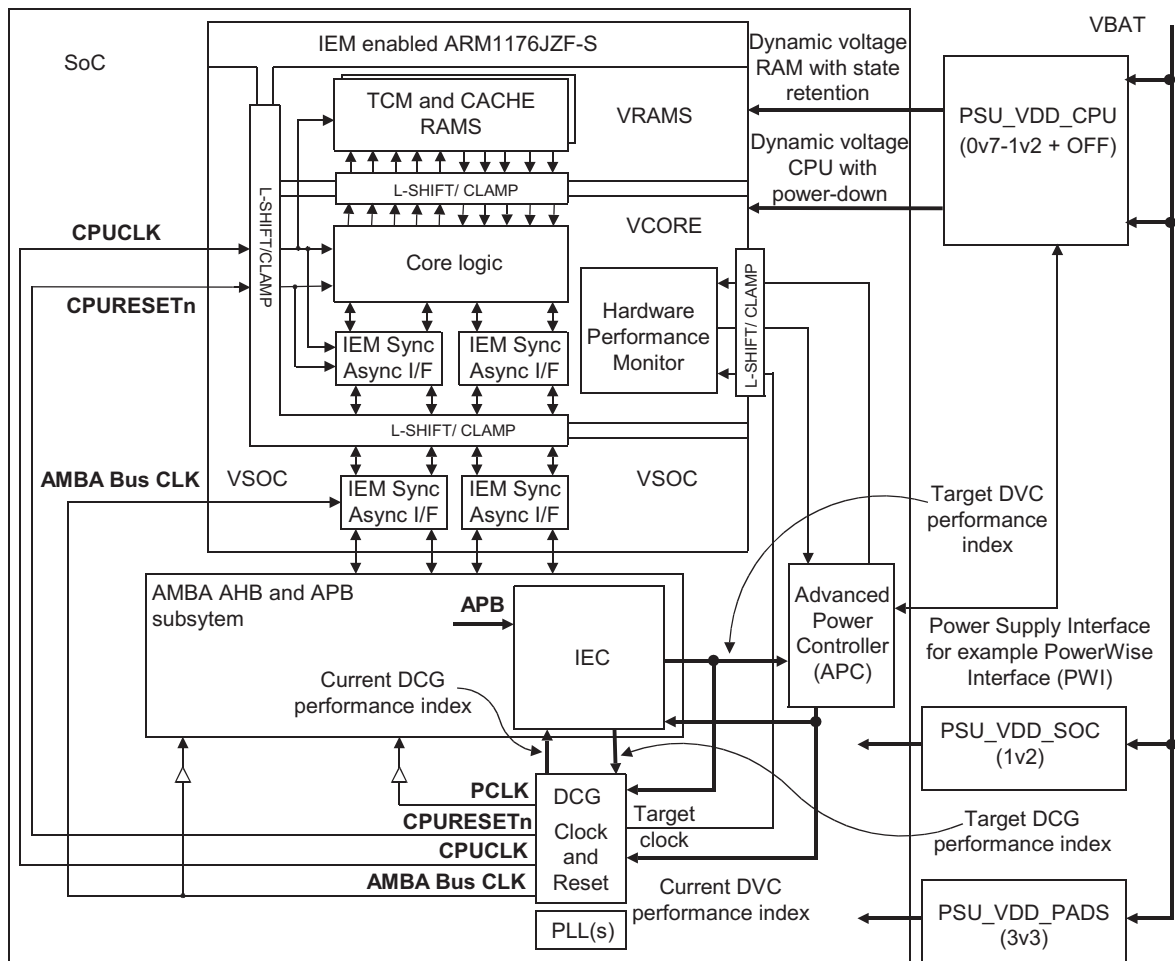 SoC
IEM enabled ARM1176JZF-S
TCM and CACHE
RAMS
VRAMS
L-SHIFT/ CLAMP
L-SHIFT/CLAMP
CPUCLK
CPURESETn
Core logic
VCORE
Hardware
Performance
Monitor
L-SHIFT/ CLAMP
IEM Sync
Async I/F
IEM Sync
Async I/F
L-SHIFT/ CLAMP
AMBA Bus CLK
VSOC
IEM Sync
Async I/F
IEM Sync
Async I/F
VSOC
Dynamic voltage
RAM with state
retention
Dynamic voltage
CPU with
power-down
VBAT
PSU_VDD_CPU
(0v7-1v2 + OFF)
Target DVC
performance
index
AMBA AHB and APB
subsytem
APB
IEC
Advanced
Power
Controller
(APC)
Power Supply Interface
for example PowerWise
Interface (PWI)
Current DCG
performance index
PSU_VDD_SOC
(1v2)
PCLK
CPURESETn
CPUCLK
AMBA Bus CLK
DCG
Clock
and
Reset
Target
clock
Target DCG
performance index
Current DVC
performance index
PLL(s)
PSU_VDD_PADS
(3v3)